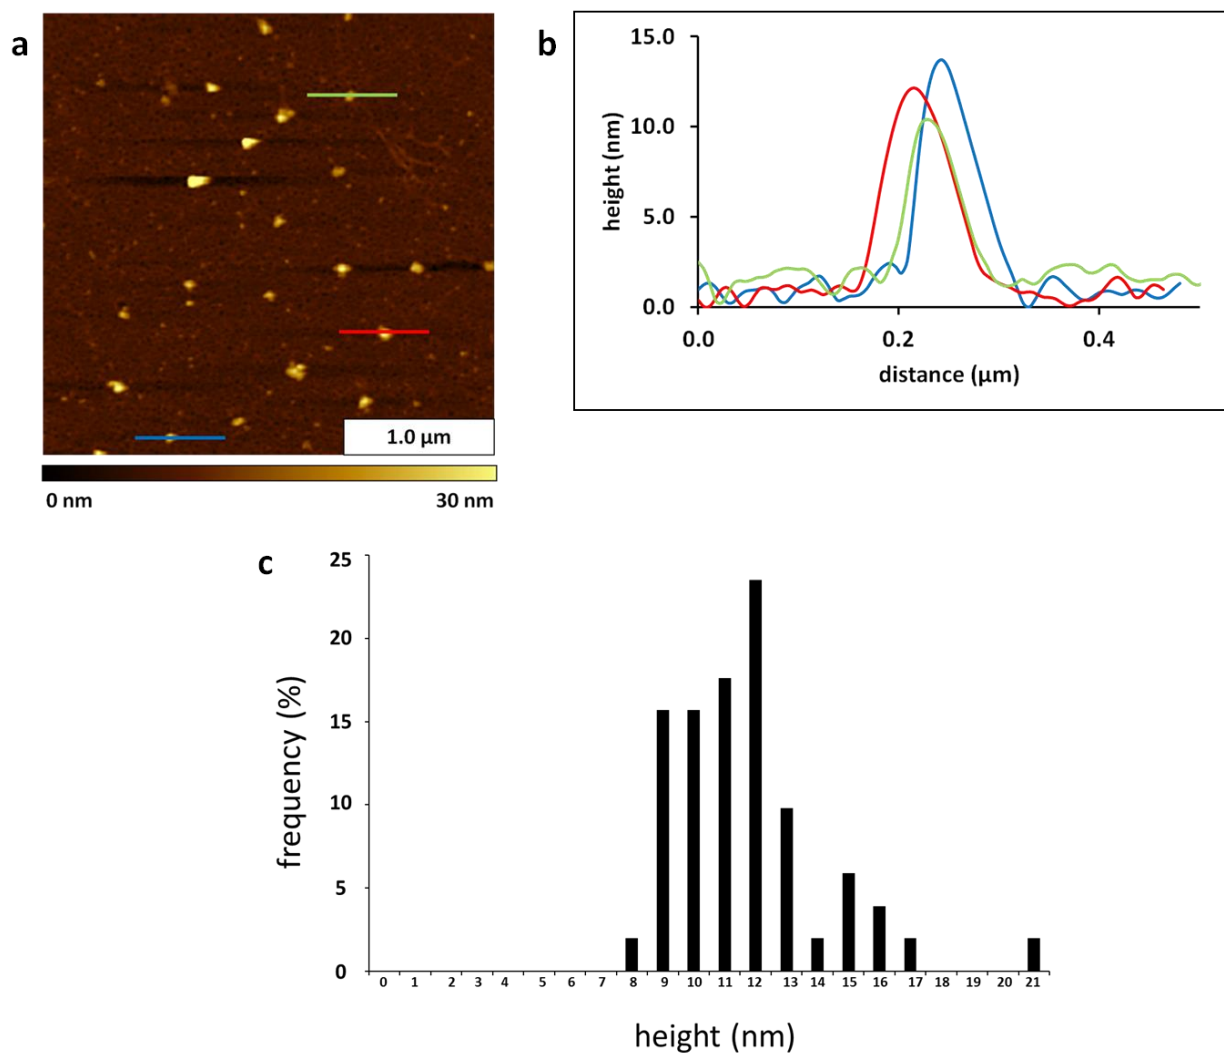 a
1.0 µm
0 nm 30 nm
b
15.0
10.0
5.0
0.0
height (nm)
0.0 0.2 0.4
distance (µm)
c
25
20
15
10
5
0
frequency (%)
0 1 2 3 4 5 6 7 8 9 10 11 12 13 14 15 16 17 18 19 20 21
height (nm)